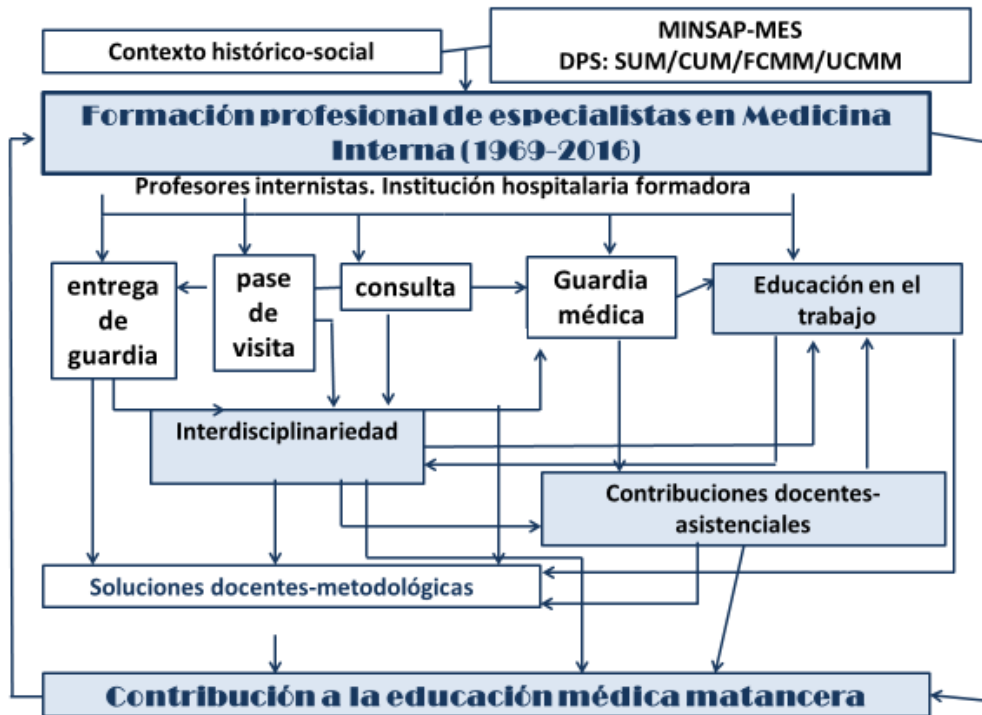 Contexto histórico-social
MINSAP-MES
DPS: SUM/CUM/FCMM/UCMM
Formación profesional de especialistas en Medicina
Interna (1969-2016)
Profesores internistas. Institución hospitalaria formadora
entrega
de
guardia
pase
de
visita
consulta
Guardia
médica
Educación en el
trabajo
Interdisciplinariedad
Contribuciones docentes-
asistenciales
Soluciones docentes-metodológicas
Contribución a la educación médica matancera